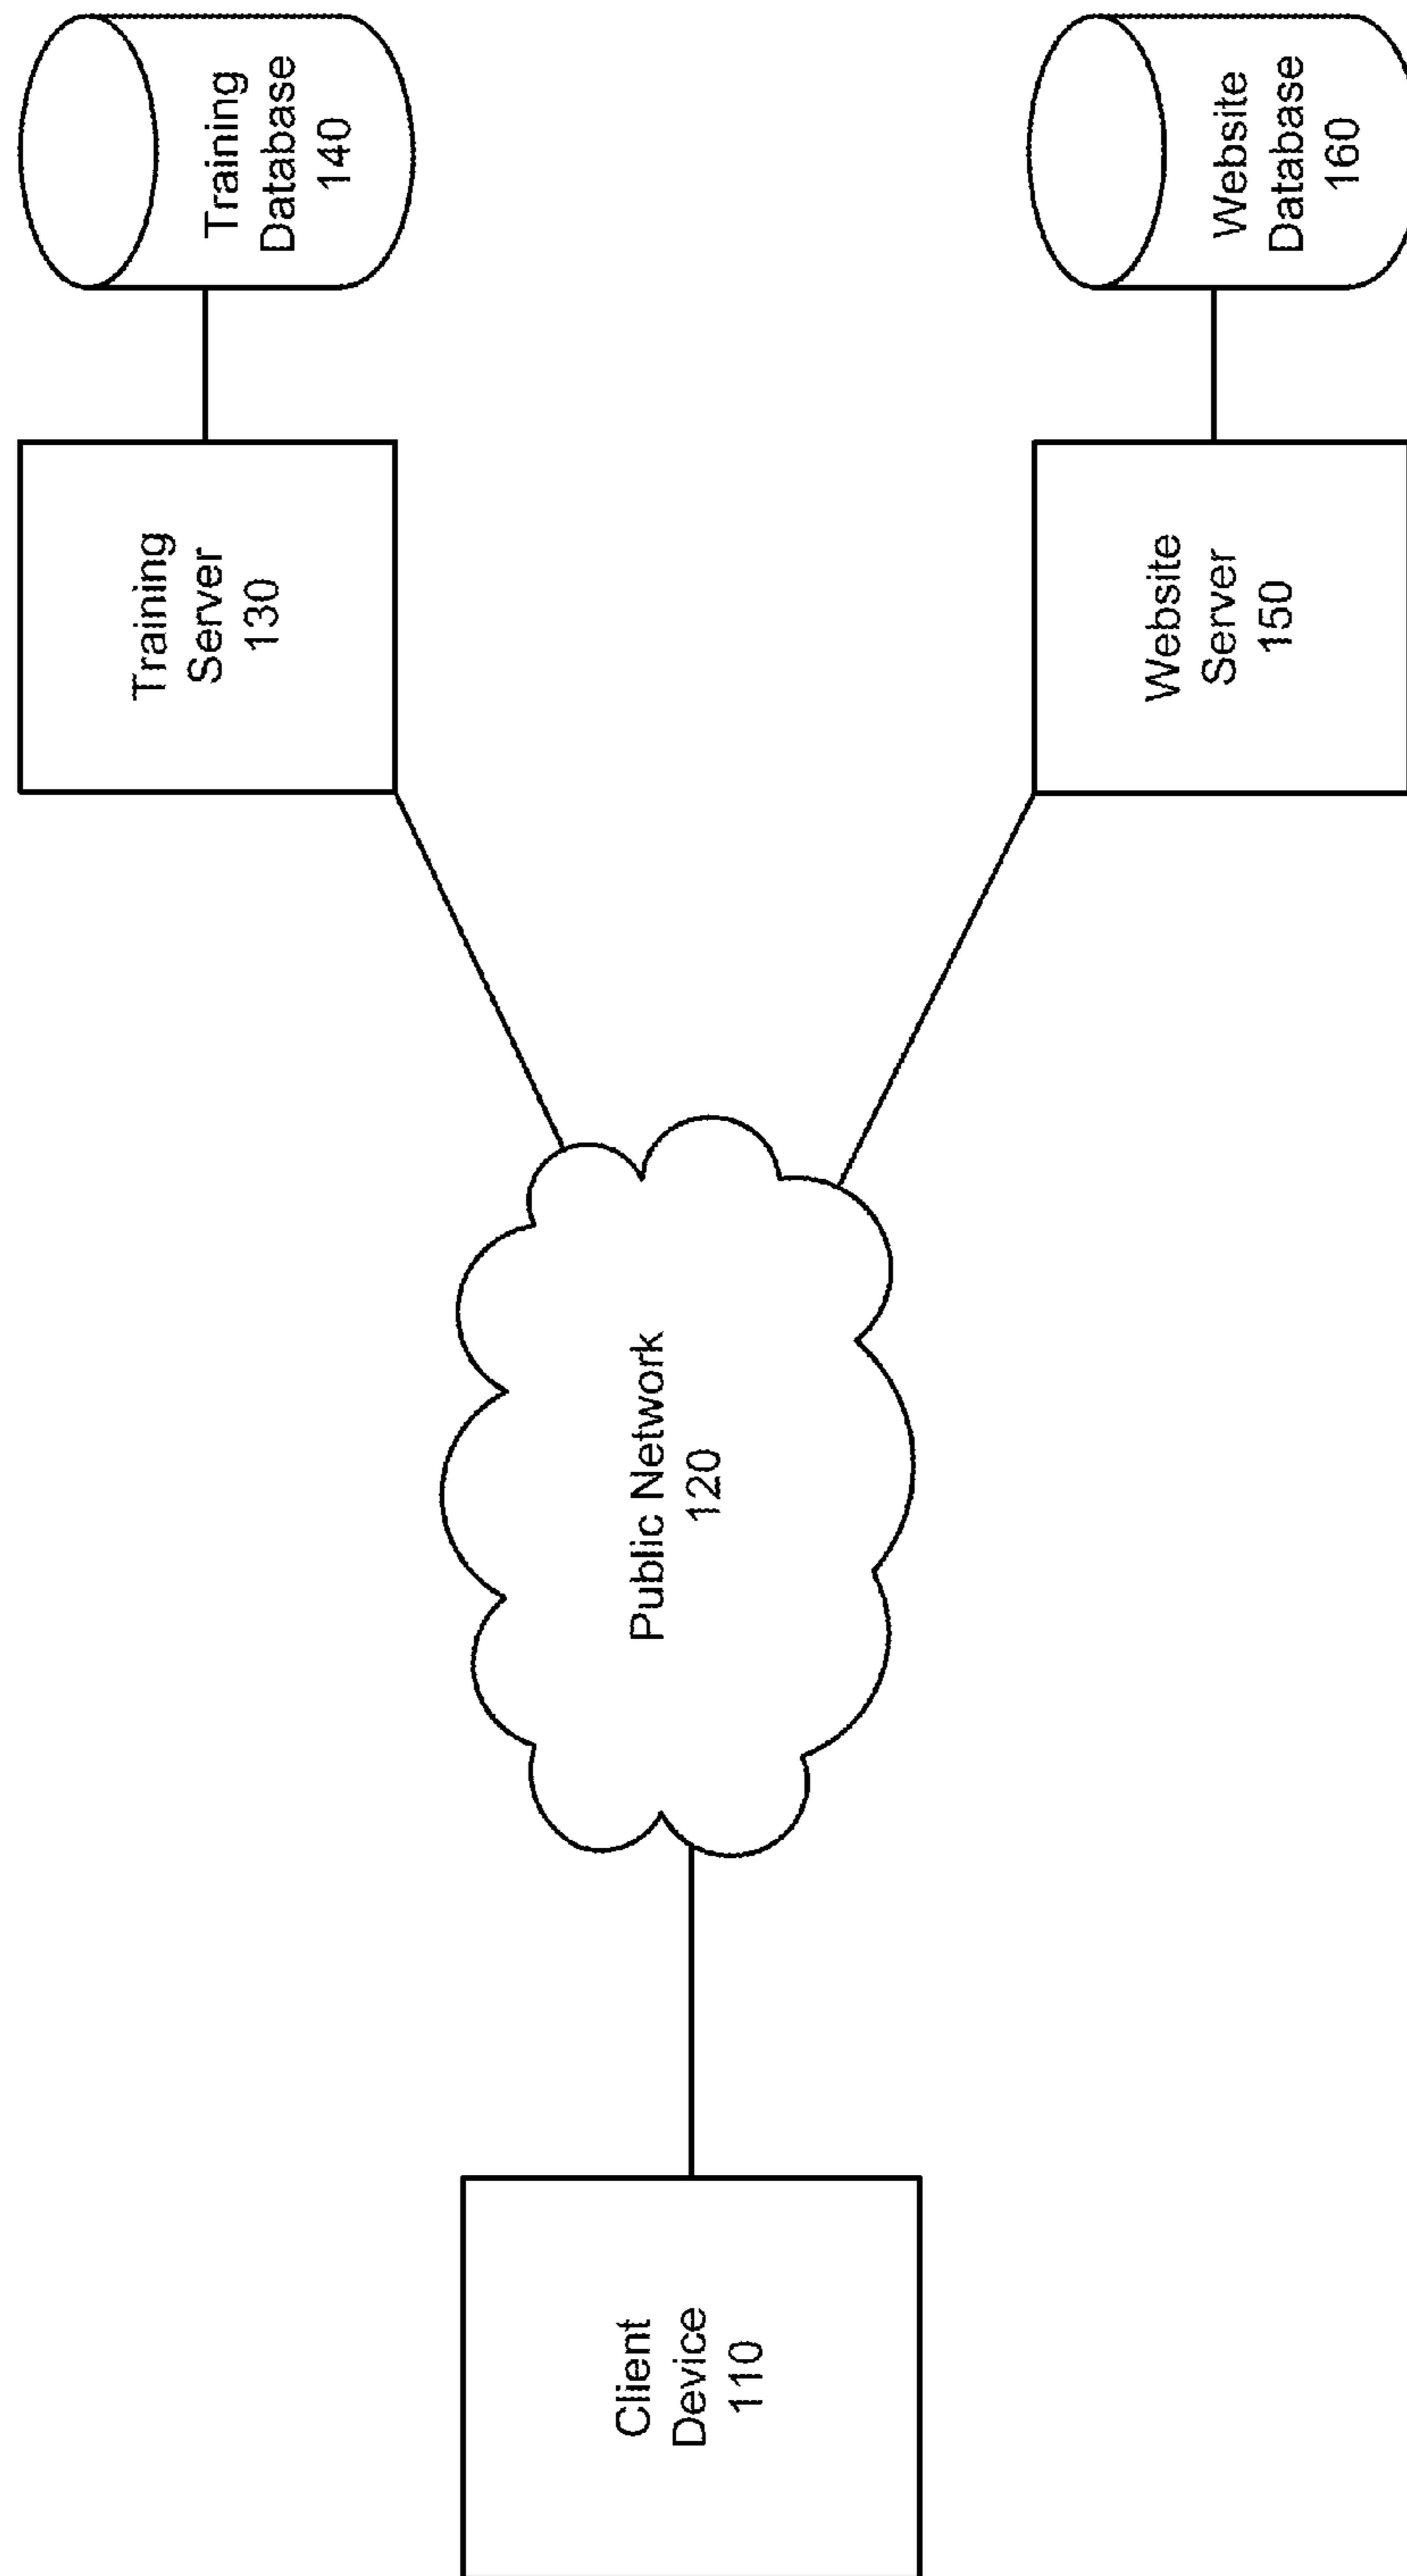 Client
Device
110
Public Network
120
Training
Server
130
Training
Database
140
Website
Server
150
Website
Database
160